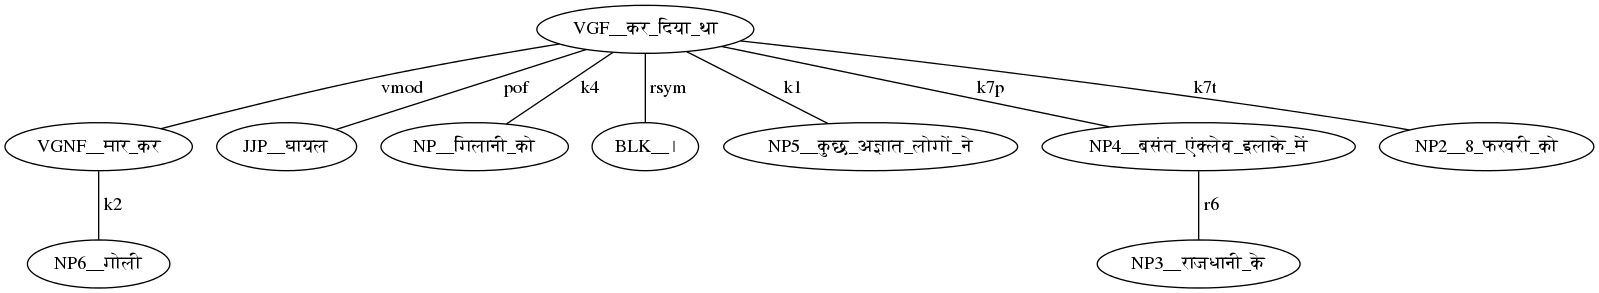 VGF__कर_दिया_था
vmod pof k4 rsym k1 k7p k7t
VGNF__मार_कर JJP__घायल NP__गिलानी_को BLK__। NP5__कुछ_अज्ञात_लोगों_ने NP4__बसंत_एंक्लेव_इलाके_में NP2__8_फरवरी_को
k2 r6
NP6__गोली NP3__राजधानी_के